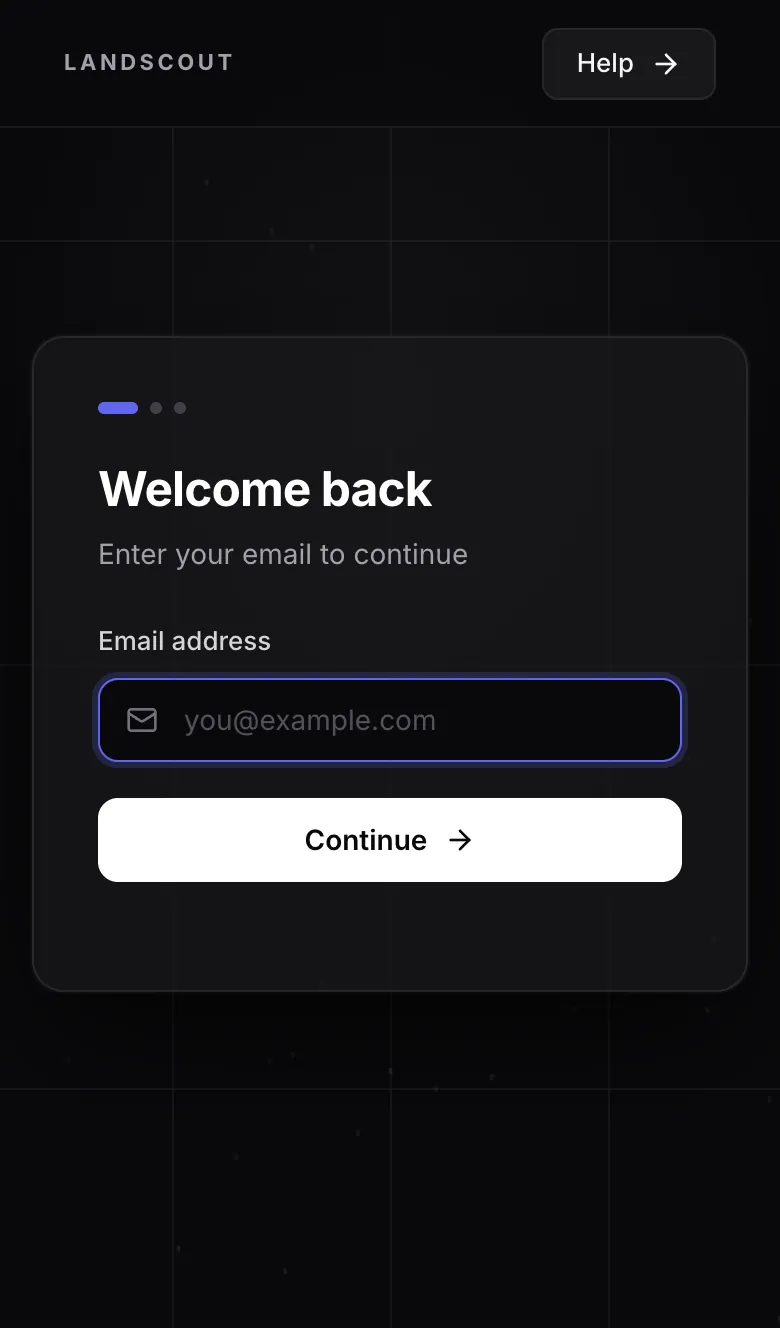 LANDSCOUT
Help →
Welcome back
Enter your email to continue
Email address
you@example.com
Continue →